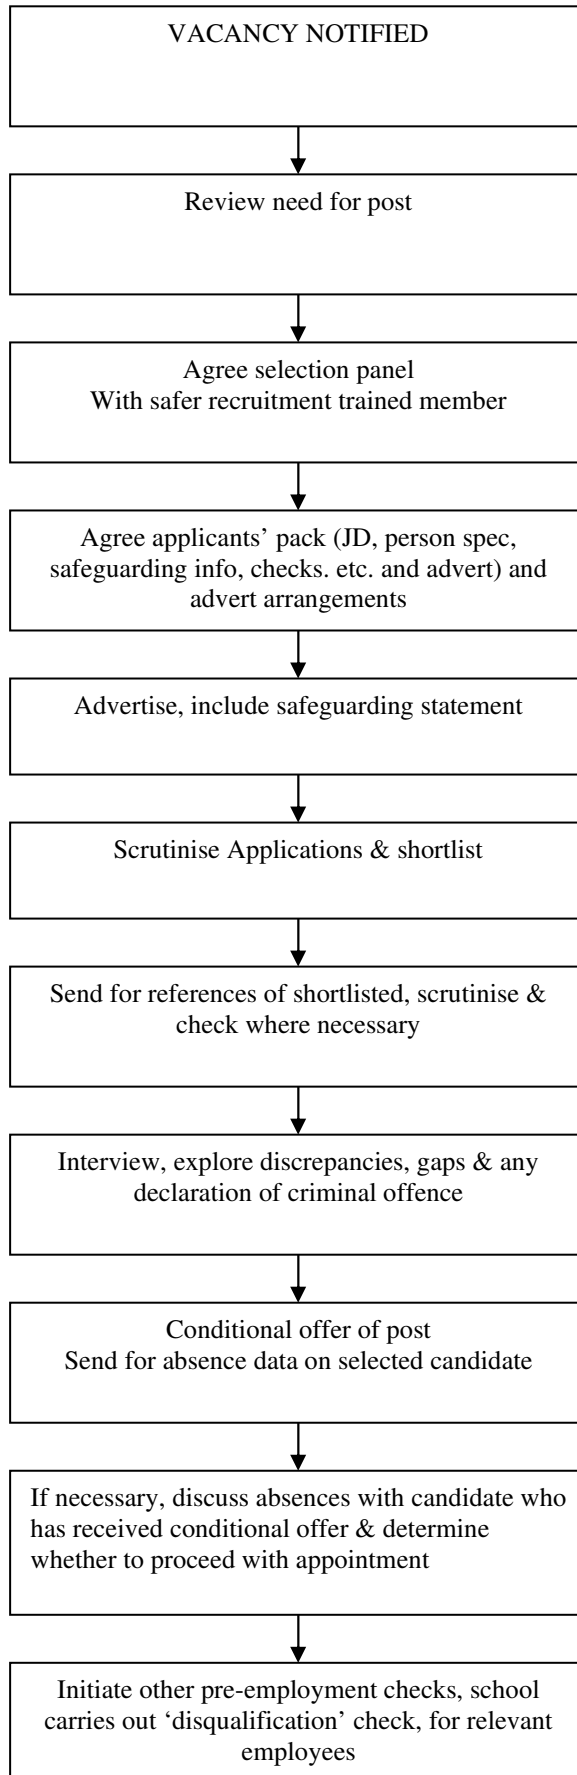 VACANCY NOTIFIED
Review need for post
Agree selection panel
With safer recruitment trained member
Agree applicants’ pack (JD, person spec,
safeguarding info, checks. etc. and advert) and
advert arrangements
Advertise, include safeguarding statement
Scrutinise Applications & shortlist
Send for references of shortlisted, scrutinise &
check where necessary
Interview, explore discrepancies, gaps & any
declaration of criminal offence
Conditional offer of post
Send for absence data on selected candidate
If necessary, discuss absences with candidate who
has received conditional offer & determine
whether to proceed with appointment
Initiate other pre-employment checks, school
carries out ‘disqualification’ check, for relevant
employees